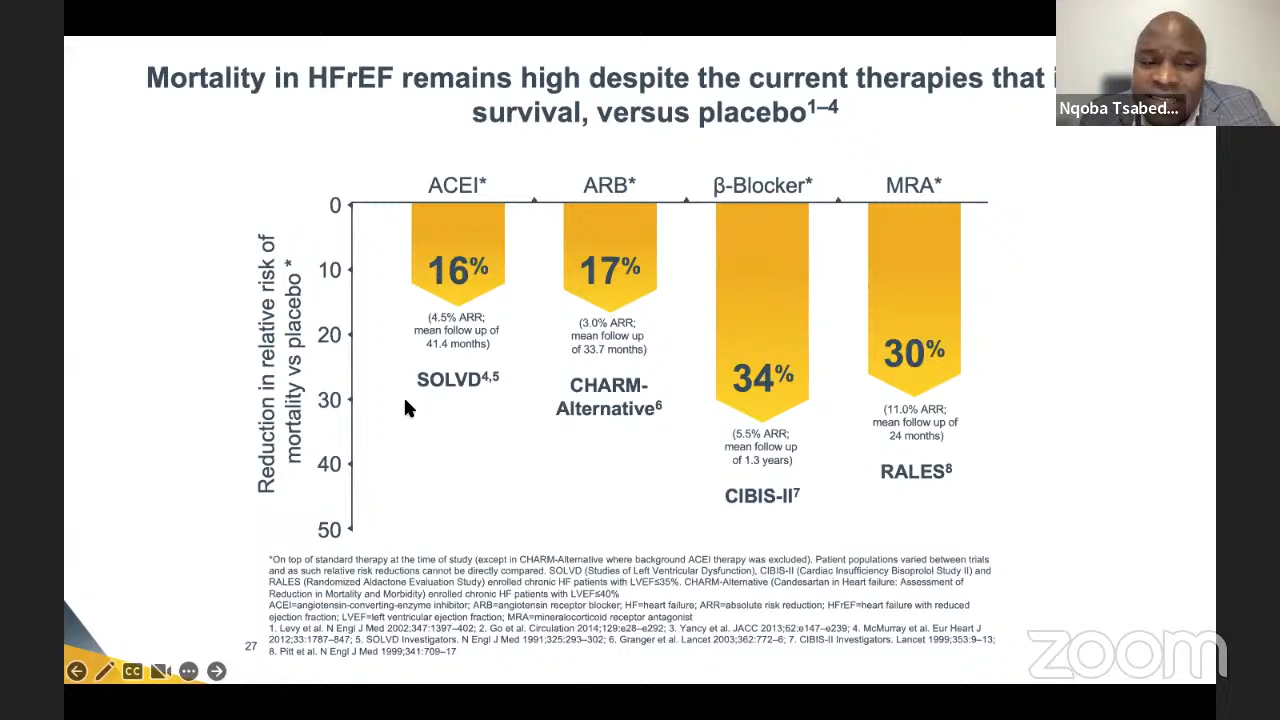 Mortality in HFrEF remains high despite the current therapies that
survival, versus placebo1–4
Nqoba Tsabed...
ACEI* ARB* β-Blocker* MRA*
Reduction in relative risk of
mortality vs placebo *
0
10
20
30
40
50
16%
(4.5% ARR;
mean follow up of
41.4 months)
SOLVD4,5
17%
(3.0% ARR;
mean follow up
of 33.7 months)
CHARM-
Alternative6
34%
(5.5% ARR;
mean follow up
of 1.3 years)
CIBIS-II7
30%
(11.0% ARR;
mean follow up of
24 months)
RALES8
*On top of standard therapy at the time of study (except in CHARM-Alternative where background ACEI therapy was excluded). Patient populations varied between trials
and as such relative risk reductions cannot be directly compared. SOLVD (Studies of Left Ventricular Dysfunction), CIBIS-II (Cardiac Insufficiency Bisoprolol Study II) and
RALES (Randomized Aldactone Evaluation Study) enrolled chronic HF patients with LVEF≤35%. CHARM-Alternative (Candesartan in Heart failure: Assessment of
Reduction in Mortality and Morbidity) enrolled chronic HF patients with LVEF≤40%
ACEI=angiotensin-converting-enzyme inhibitor; ARB=angiotensin receptor blocker; HF=heart failure; ARR=absolute risk reduction; HFrEF=heart failure with reduced
ejection fraction; LVEF=left ventricular ejection fraction; MRA=mineralocorticoid receptor antagonist
1. Levy et al. N Engl J Med 2002;347:1397–402; 2. Go et al. Circulation 2014;129:e28–e292; 3. Yancy et al. JACC 2013;62:e147–e239; 4. McMurray et al. Eur Heart J
2012;33:1787–847; 5. SOLVD Investigators. N Engl J Med 1991;325:293–302; 6. Granger et al. Lancet 2003;362:772–6; 7. CIBIS-II Investigators. Lancet 1999;353:9–13;
8. Pitt et al. N Engl J Med 1999;341:709–17
27
CC
zoom